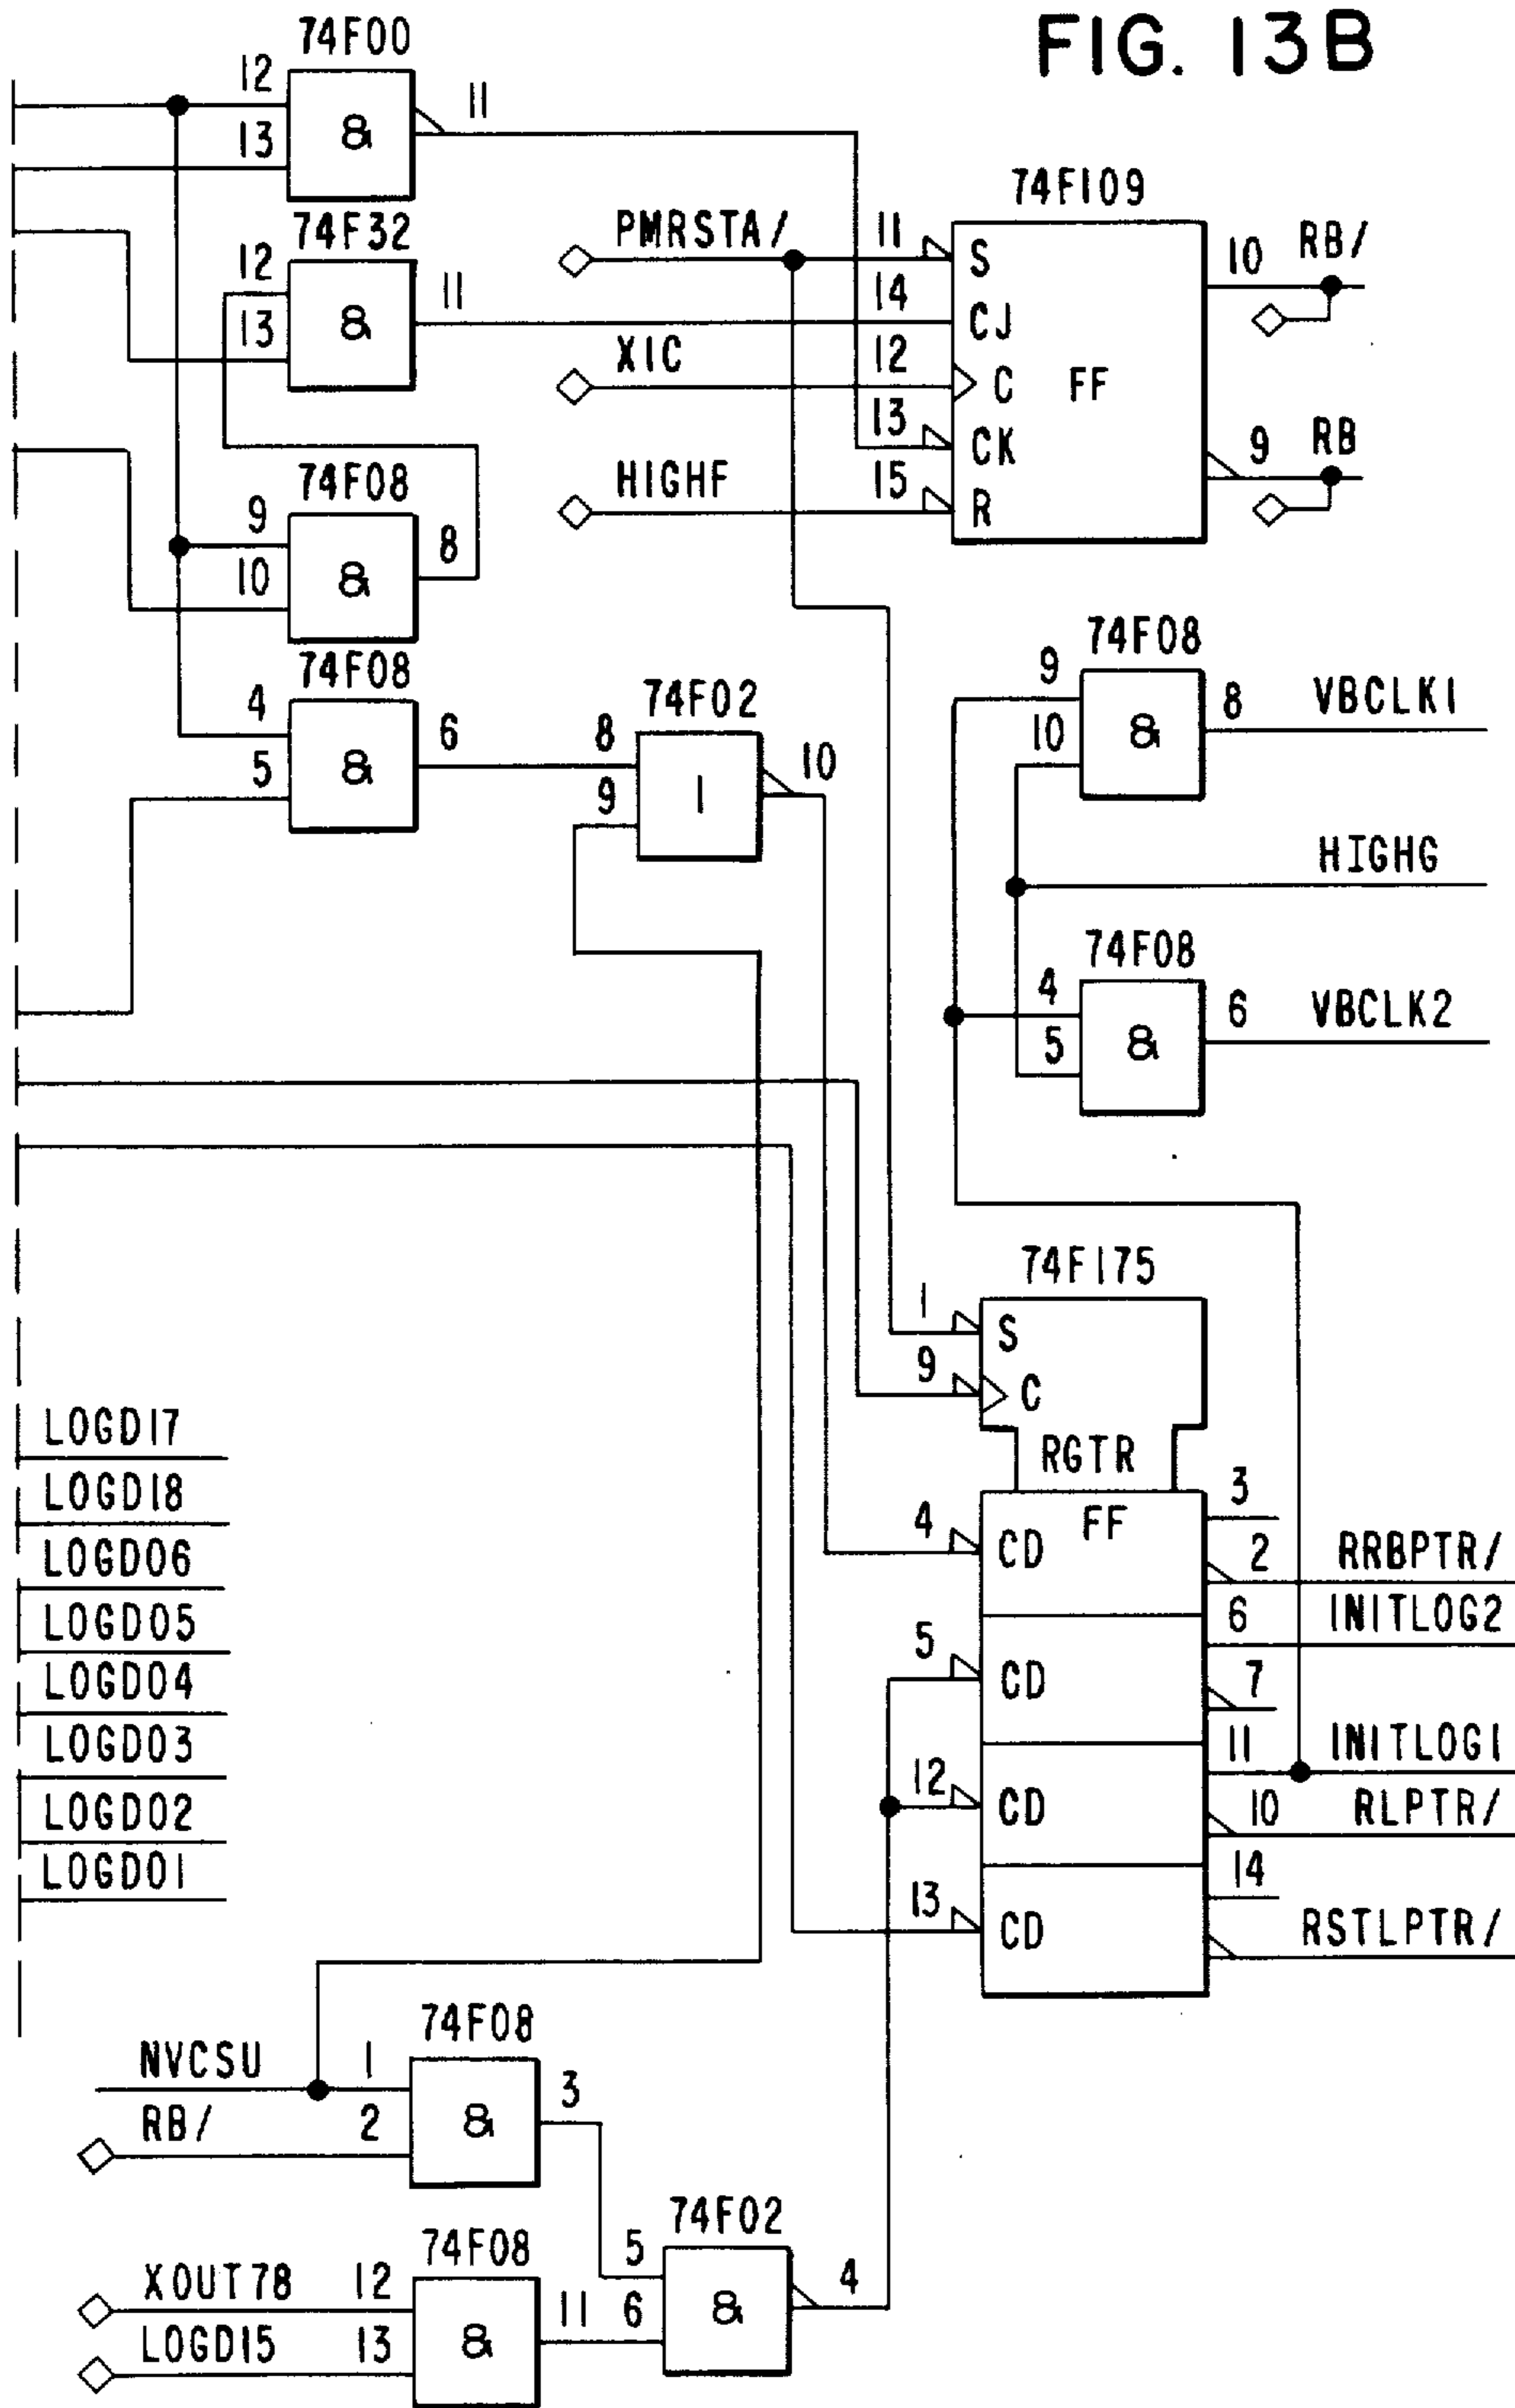 FIG. 13B
74F00
12
13
&
11
74F32
12
13
&
11
74F08
9
10
&
8
74F08
4
5
&
6
74F02
8
9
1
10
74F109
PMRSTA/
11
S
14
CJ
X1C
12
C
FF
13
CK
HIGHF
15
R
10
RB/
9
RB
74F08
9
10
&
8
VBCLK1
HIGHG
74F08
4
5
&
6
VBCLK2
74F175
1
S
9
C
RGTR
FF
4
CD
3
2
RRBPTR/
5
CD
6
INITLOG2
7
12
CD
11
INITLOG1
10
RLPTR/
13
CD
14
RSTLPTR/
LOGD17
LOGD18
LOGD06
LOGD05
LOGD04
LOGD03
LOGD02
LOGD01
74F08
NVCSU
1
RB/
2
&
3
74F08
XOUT78
12
LOGD15
13
&
11
74F02
5
6
&
4